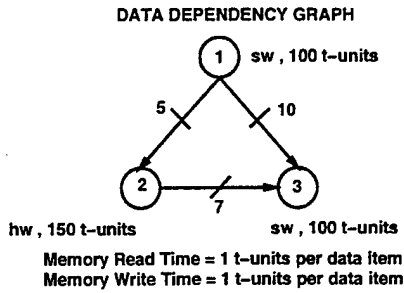 DATA DEPENDENCY GRAPH
1 sw , 100 t-units
5 10
2 3
7
hw , 150 t-units sw , 100 t-units
Memory Read Time = 1 t-units per data item
Memory Write Time = 1 t-units per data item